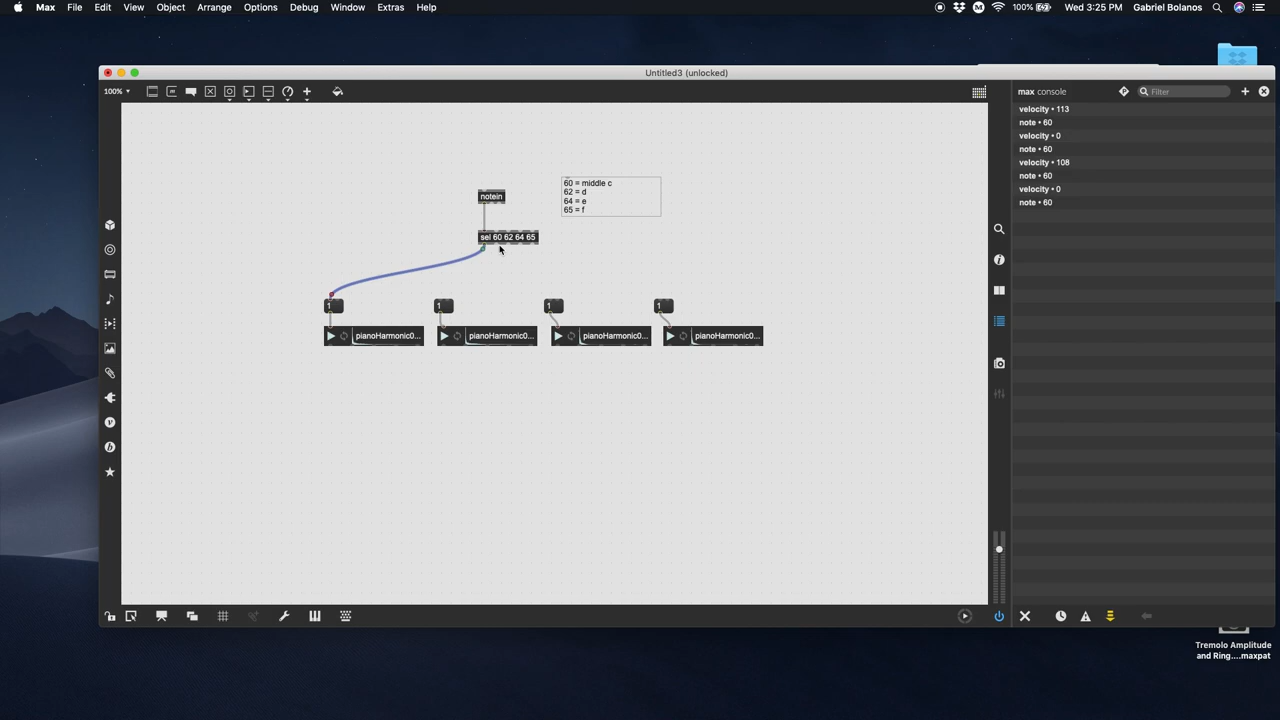 Max File Edit View Object Arrange Options Debug Window Extras Help
100% Wed 3:25 PM Gabriel Bolanos
Untitled3 (unlocked)
100%
max console
Filter
velocity • 113
note • 60
velocity • 0
note • 60
velocity • 108
note • 60
velocity • 0
note • 60
notein
60 = middle c
62 = d
64 = e
65 = f
sel 60 62 64 65
1 1 1 1
pianoHarmonic0... pianoHarmonic0... pianoHarmonic0... pianoHarmonic0...
Tremolo Amplitude
and Ring....maxpat